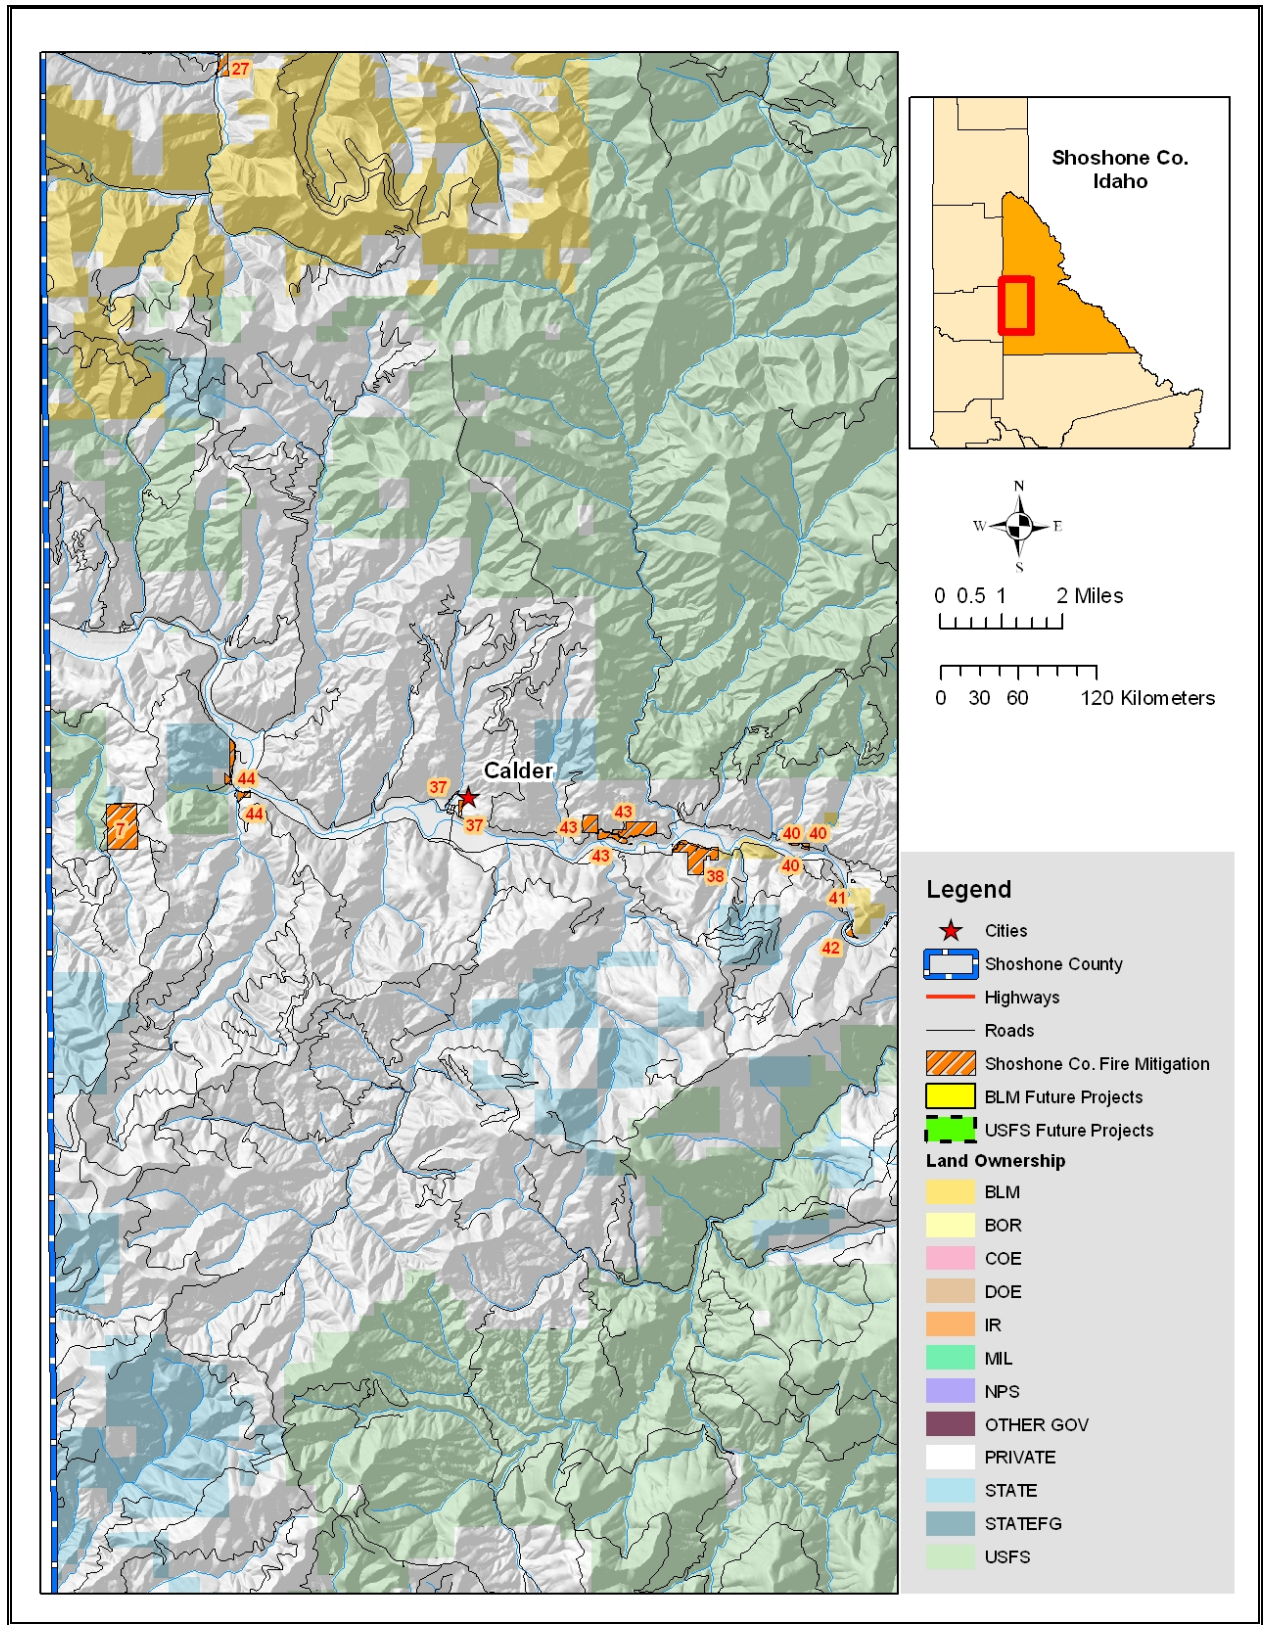 27
Shoshone Co.
Idaho
N
W E
S
0 0.5 1 2 Miles
0 30 60 120 Kilometers
Calder
44
44
7
37
37
43
43
43
38
40 40
40
41
42
Legend
Cities
Shoshone County
Highways
Roads
Shoshone Co. Fire Mitigation
BLM Future Projects
USFS Future Projects
Land Ownership
BLM
BOR
COE
DOE
IR
MIL
NPS
OTHER GOV
PRIVATE
STATE
STATEFG
USFS